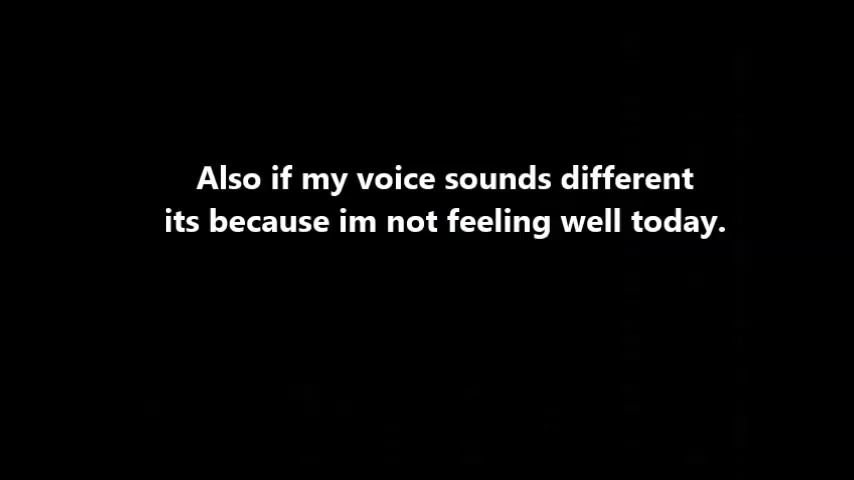 Also if my voice sounds different
its because im not feeling well today.